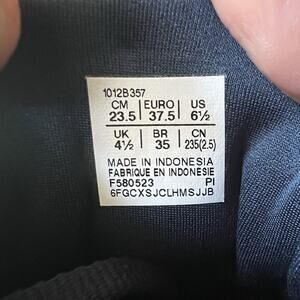 1012B357
CM EURO US
23.5 37.5 6½
UK BR CN
4½ 35 235(2.5)
MADE IN INDONESIA
FABRIQUE EN INDONESIE
F580523 PI
6FGCXSJCLHMSJJB